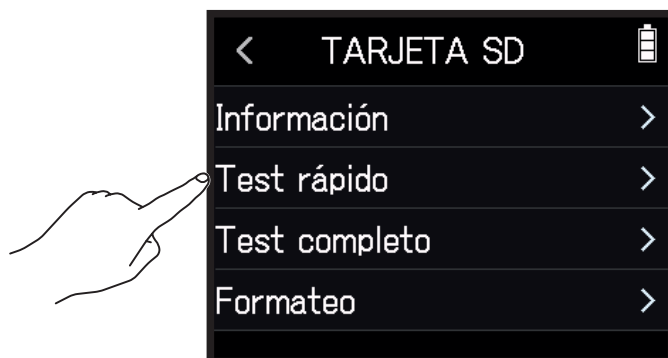 TARJETA SD
Información
Test rápido
Test completo
Formateo